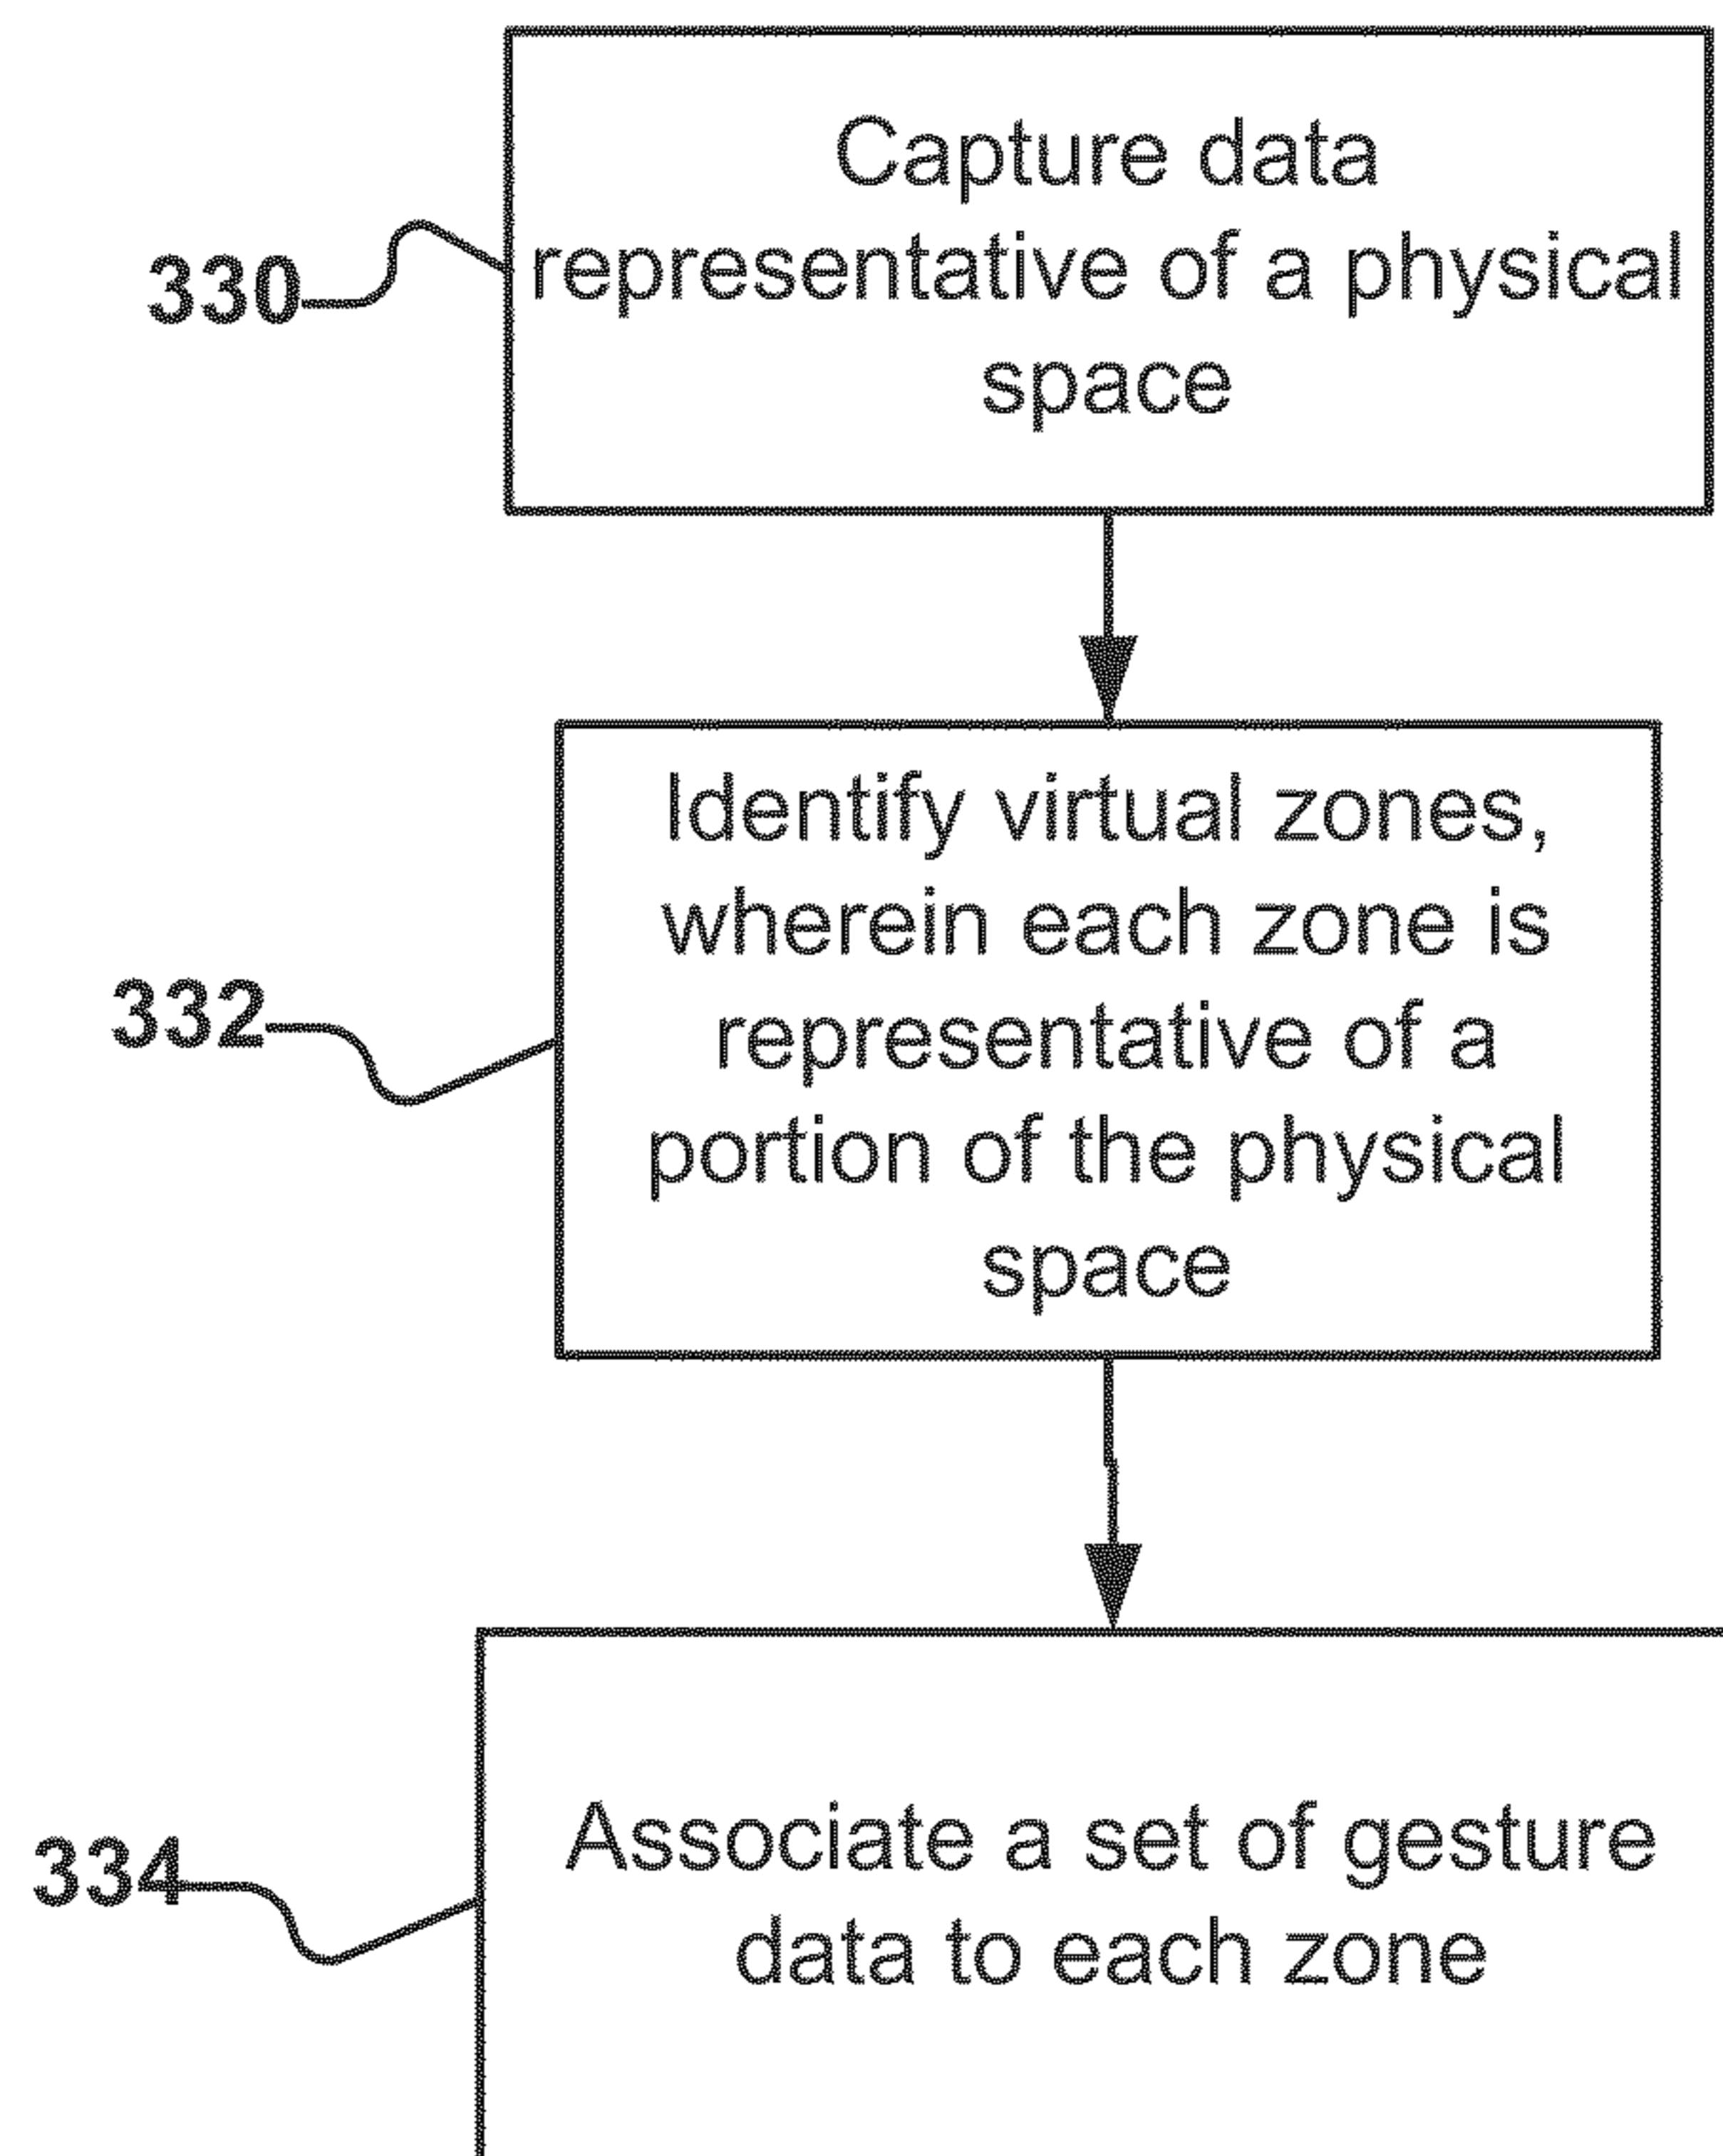 Capture data
representative of a physical
space
330
Identify virtual zones,
wherein each zone is
representative of a
portion of the physical
space
332
Associate a set of gesture
data to each zone
334